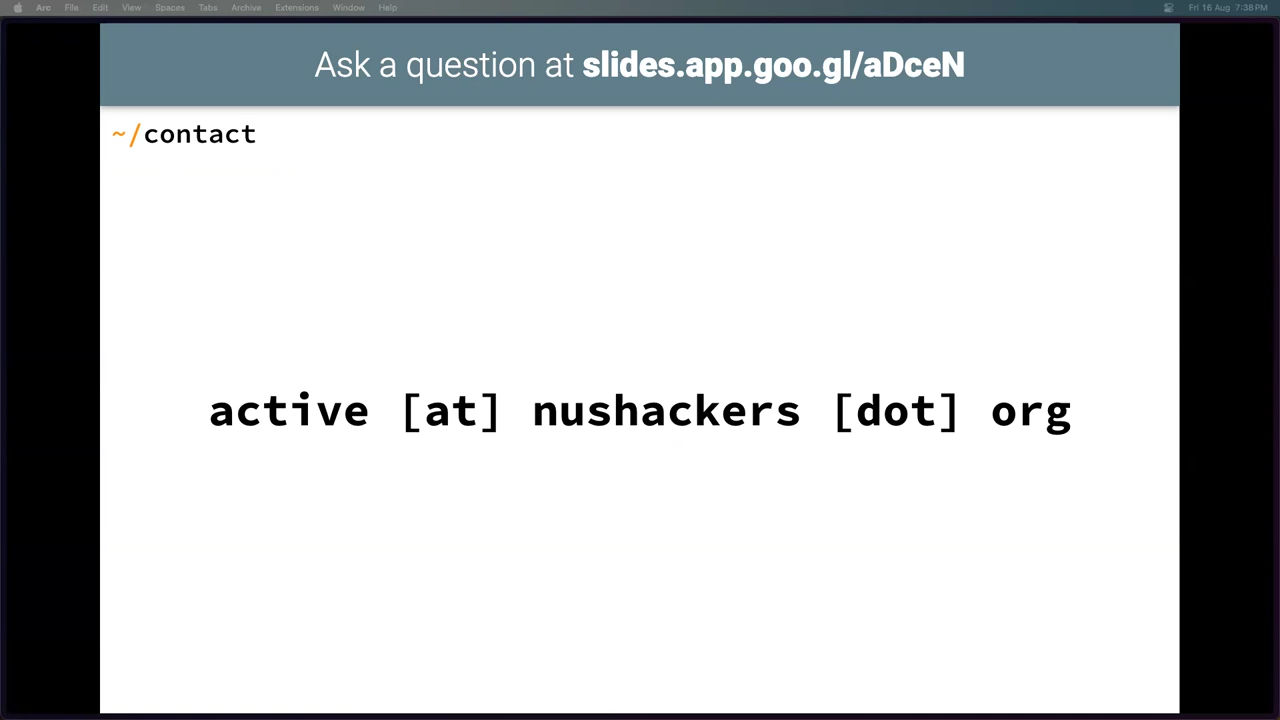 Arc File Edit View Spaces Tabs Archive Extensions Window Help Fri 16 Aug 7:38 PM
Ask a question at slides.app.goo.gl/aDceN
~/contact
active [at] nushackers [dot] org